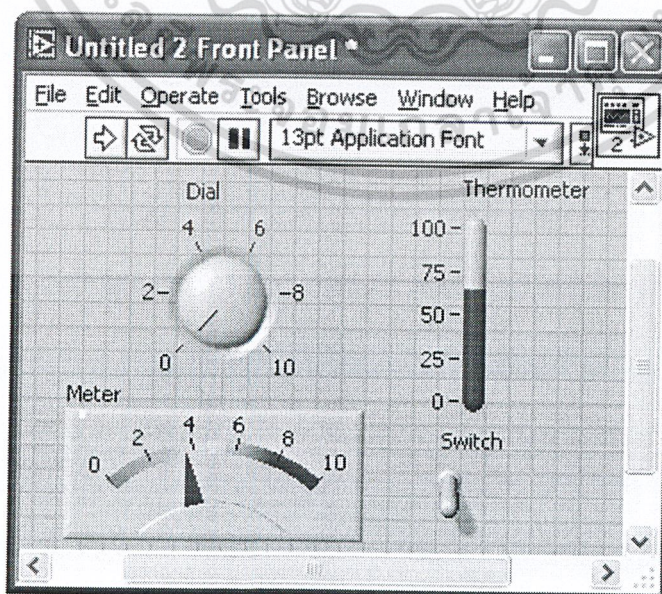 Untitled 2 Front Panel *
File Edit Operate Tools Browse Window Help
13pt Application Font
2
Dial
4 6
2 8
0 10
Thermometer
100
75
50
25
0
Meter
0 2 4 6 8 10
Switch